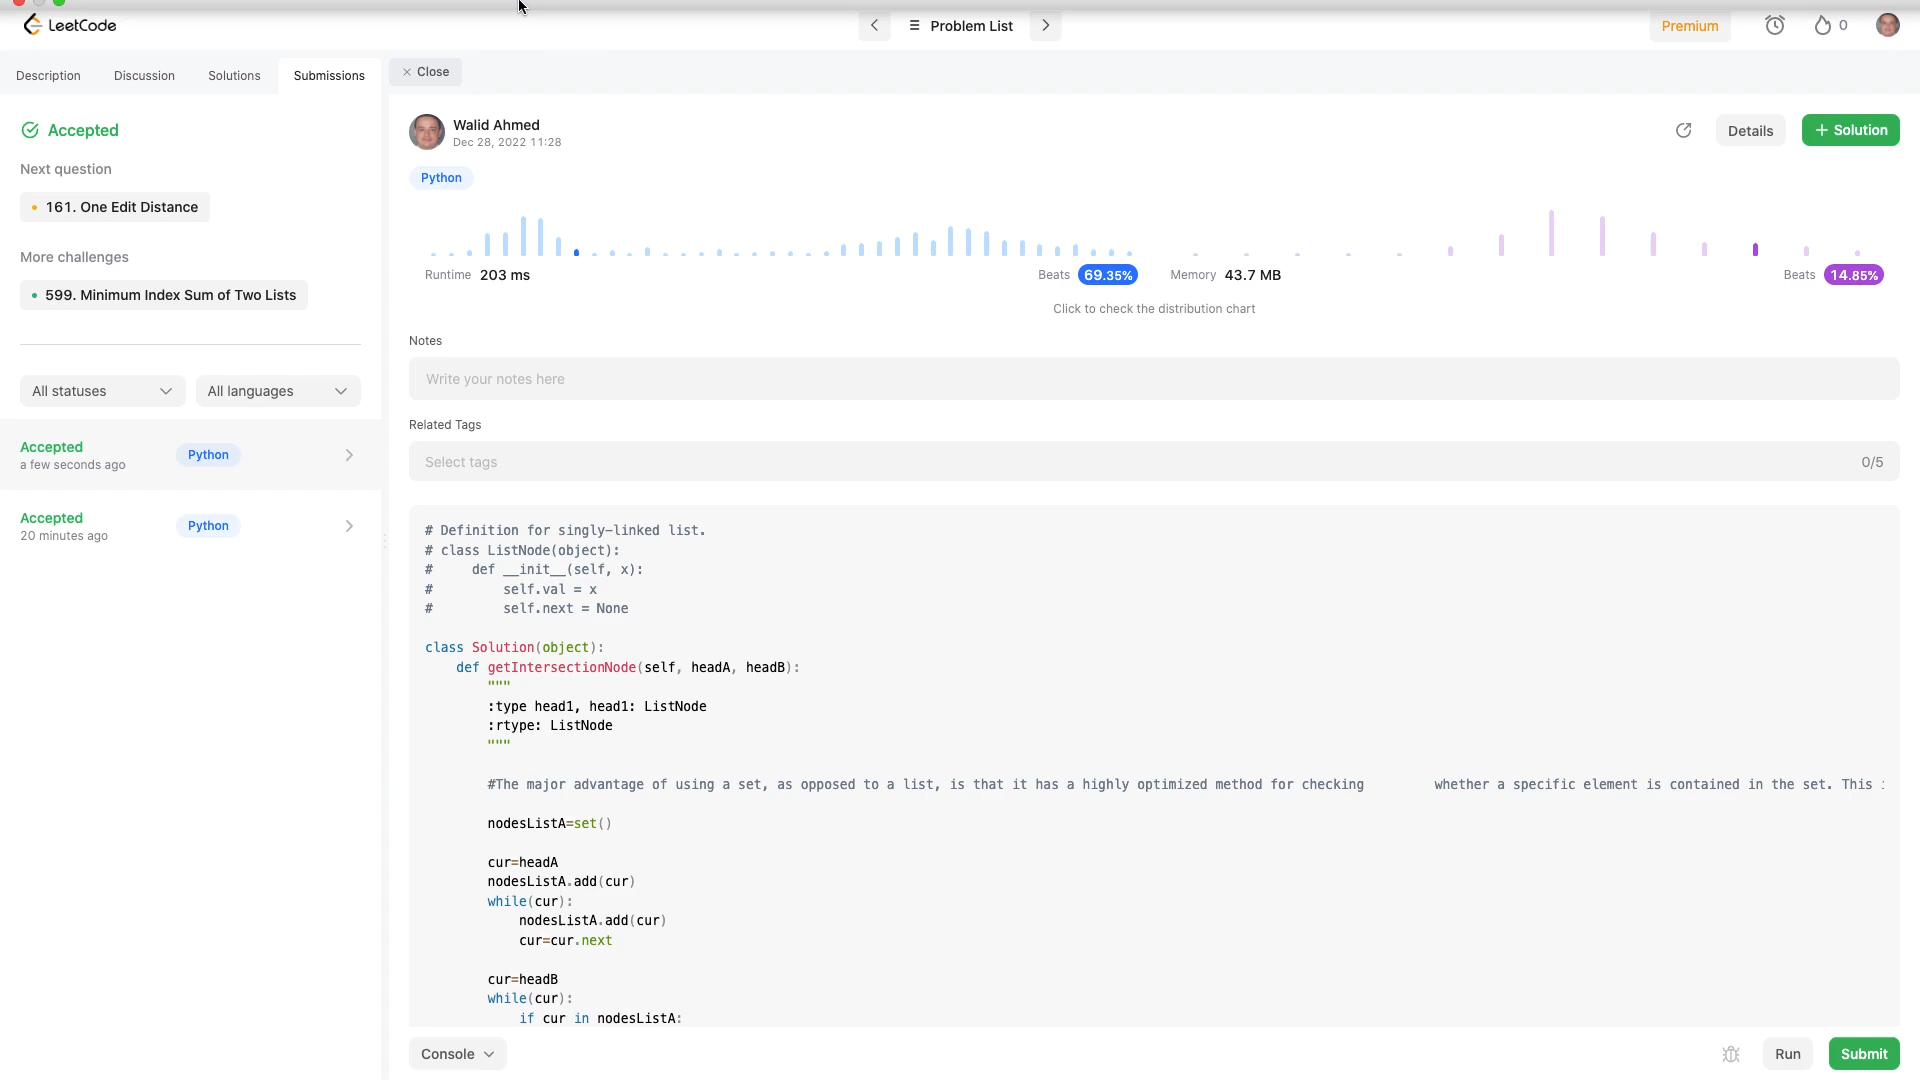 LeetCode
Problem List
Premium
0
Description
Discussion
Solutions
Submissions
Close
Accepted
Next question
161. One Edit Distance
More challenges
599. Minimum Index Sum of Two Lists
All statuses
All languages
Accepted
a few seconds ago
Python
Accepted
20 minutes ago
Python
Walid Ahmed
Dec 28, 2022 11:28
Details
+ Solution
Python
Runtime 203 ms
Beats 69.35%
Memory 43.7 MB
Beats 14.85%
Click to check the distribution chart
Notes
Write your notes here
Related Tags
Select tags
0/5
# Definition for singly-linked list.
# class ListNode(object):
#     def __init__(self, x):
#         self.val = x
#         self.next = None
class Solution(object):
    def getIntersectionNode(self, headA, headB):
        """
        :type head1, head1: ListNode
        :rtype: ListNode
        """
        #The major advantage of using a set, as opposed to a list, is that it has a highly optimized method for checking         whether a specific element is contained in the set. This
        nodesListA=set()
        cur=headA
        nodesListA.add(cur)
        while(cur):
            nodesListA.add(cur)
            cur=cur.next
        cur=headB
        while(cur):
            if cur in nodesListA:
Console
Run
Submit